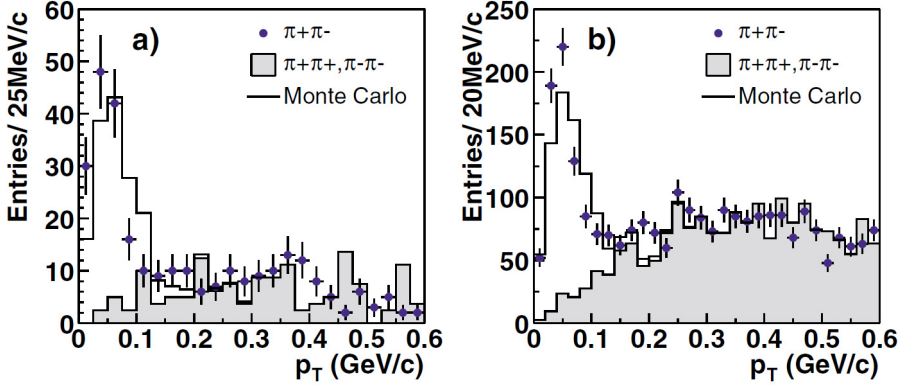 a)
π+π-
π+π+,π-π-
Monte Carlo
Entries/ 25MeV/c
60
50
40
30
20
10
0
0 0.1 0.2 0.3 0.4 0.5 0.6
pT (GeV/c)
b)
π+π-
π+π+,π-π-
Monte Carlo
Entries/ 20MeV/c
250
200
150
100
50
0
0 0.1 0.2 0.3 0.4 0.5 0.6
pT (GeV/c)